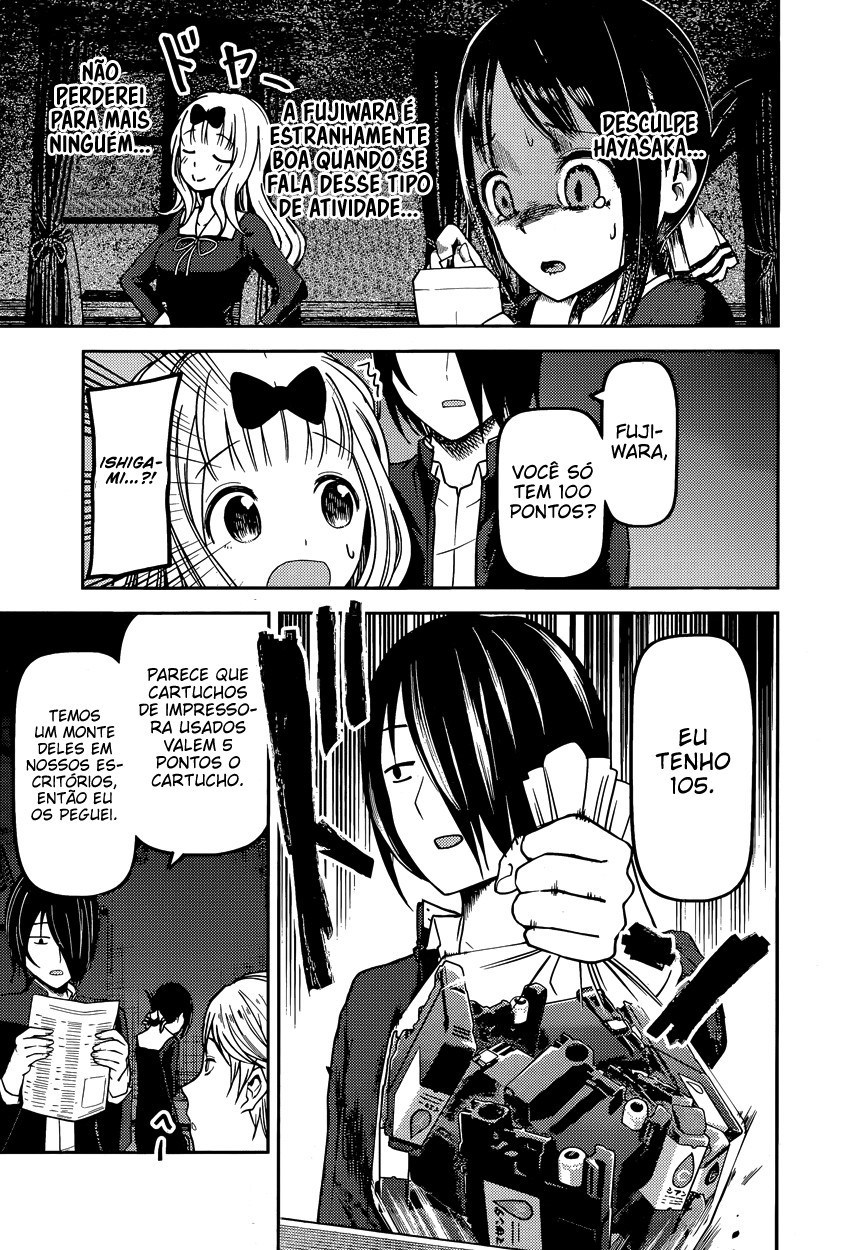 DESCULPE
HAYASAKA...
A FUJIWARA É
ESTRANHAMENTE
BOA QUANDO SE
FALA DESSE TIPO
DE ATIVIDADE...
ドヤー
NÃO
PERDEREI
PARA MAIS
NINGUÉM...
FUJI-
WARA,
VOCÊ SÓ
TEM 100
PONTOS?
ISHIGA-
MI...?!
EU
TENHO
105.
PARECE QUE
CARTUCHOS
DE IMPRESSO-
RA USADOS
VALEM 5
PONTOS O
CARTUCHO.
TEMOS
UM MONTE
DELES EM
NOSSOS ES-
CRITÓRIOS,
ENTÃO EU
OS PEGUEI.